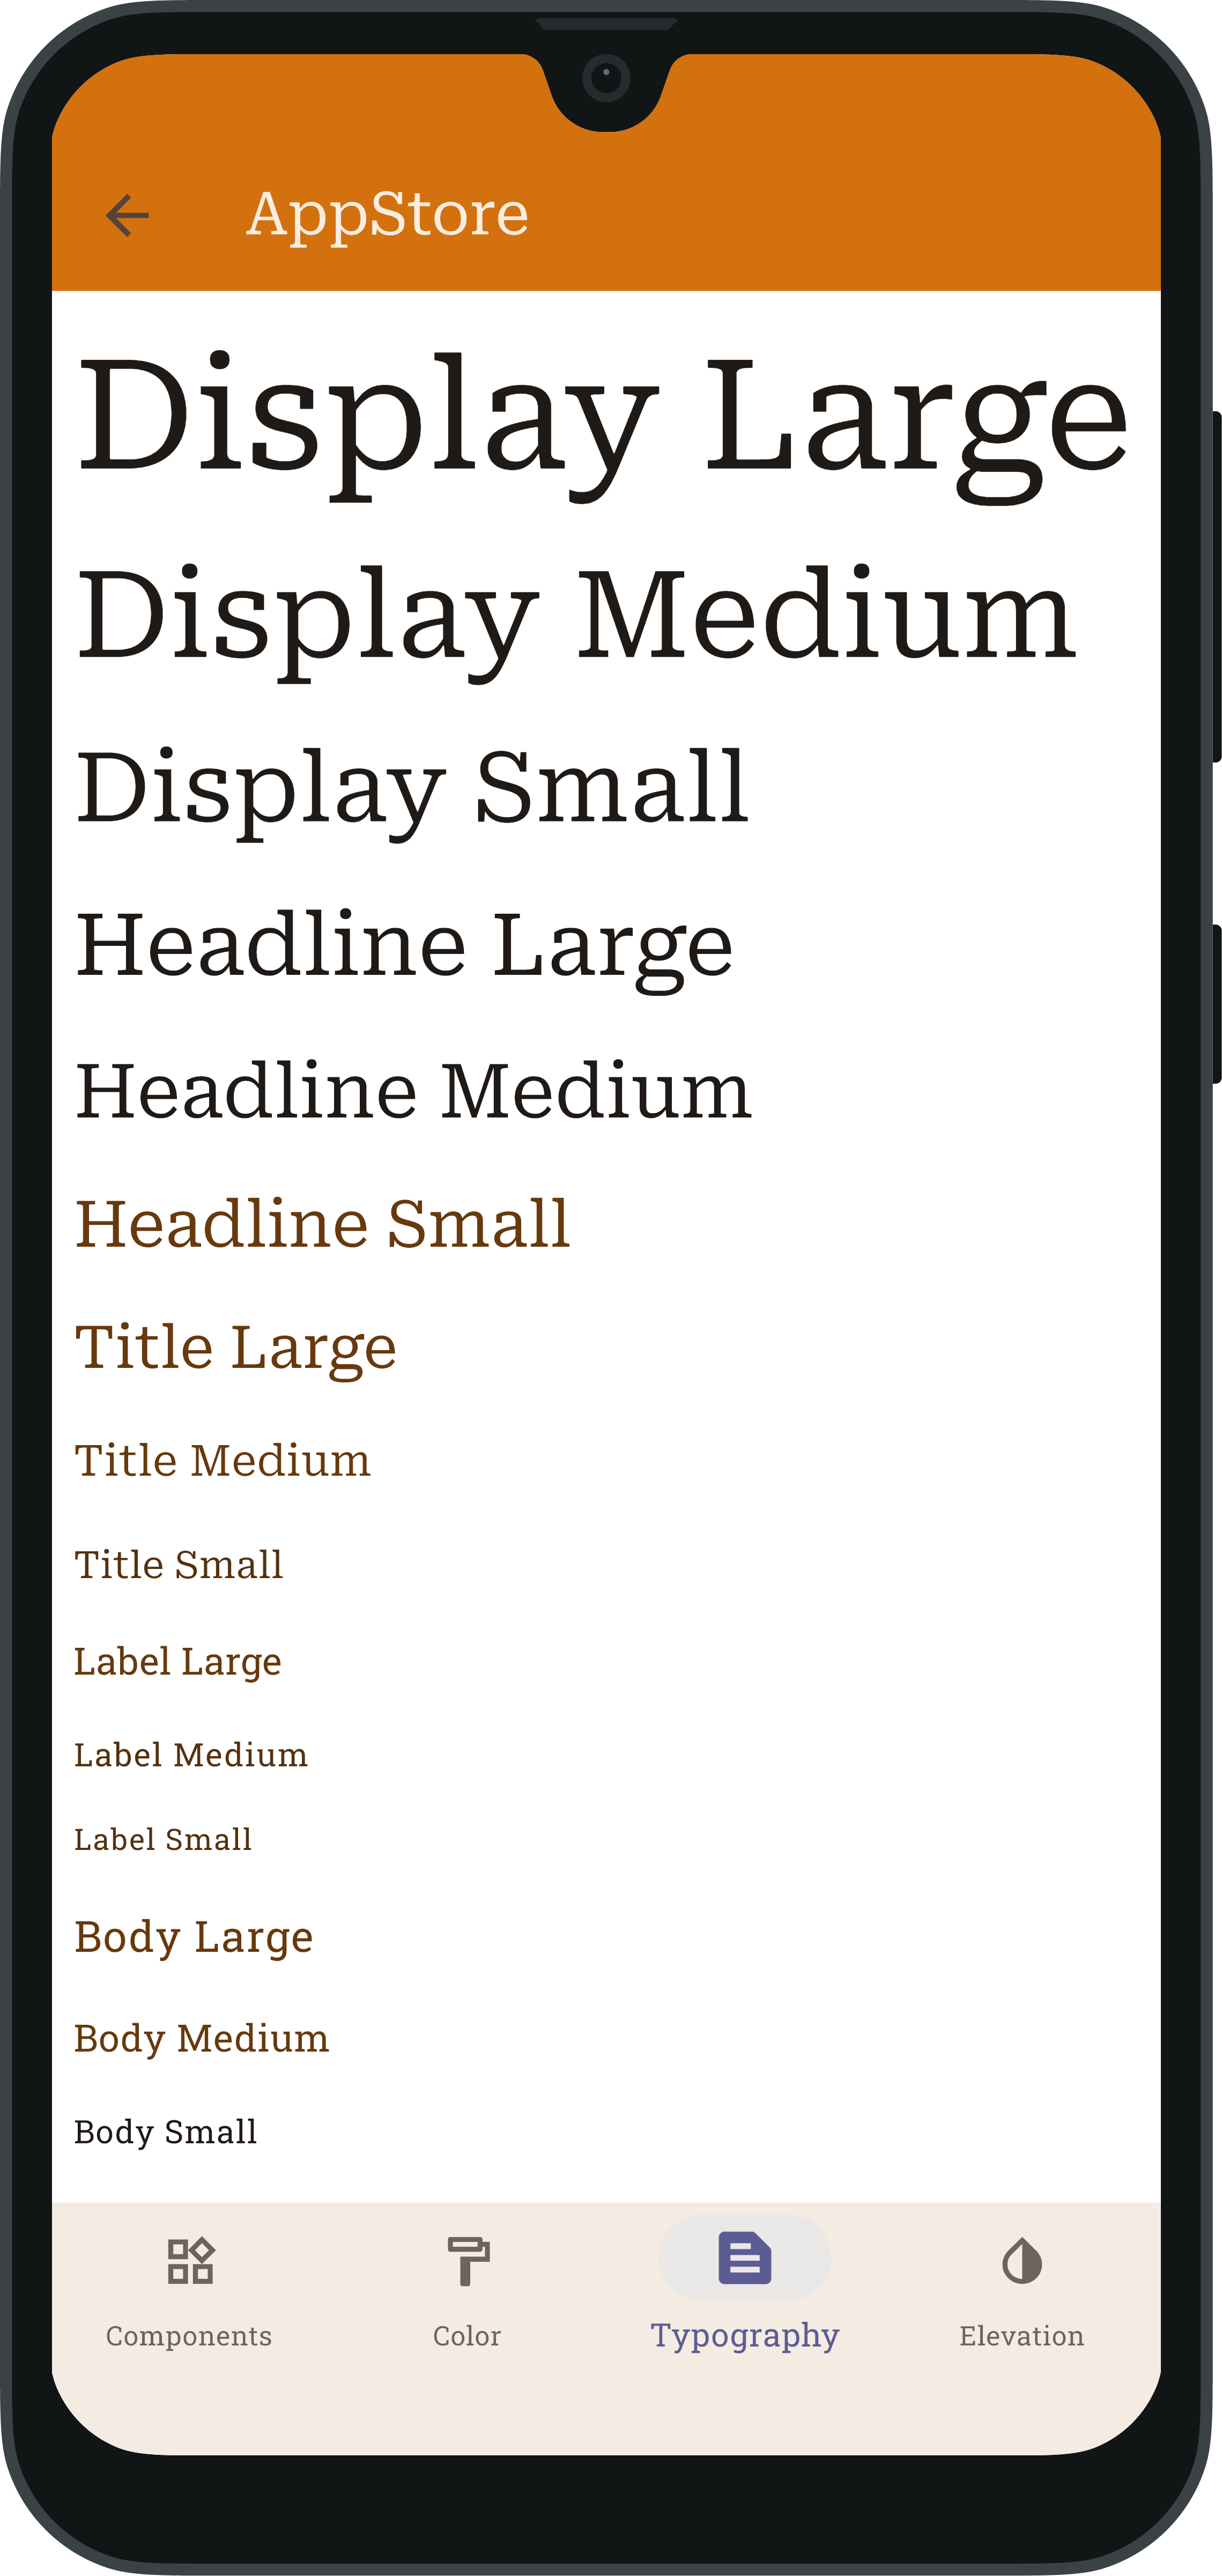 AppStore
Display Large
Display Medium
Display Small
Headline Large
Headline Medium
Headline Small
Title Large
Title Medium
Title Small
Label Large
Label Medium
Label Small
Body Large
Body Medium
Body Small
Components Color Typography Elevation